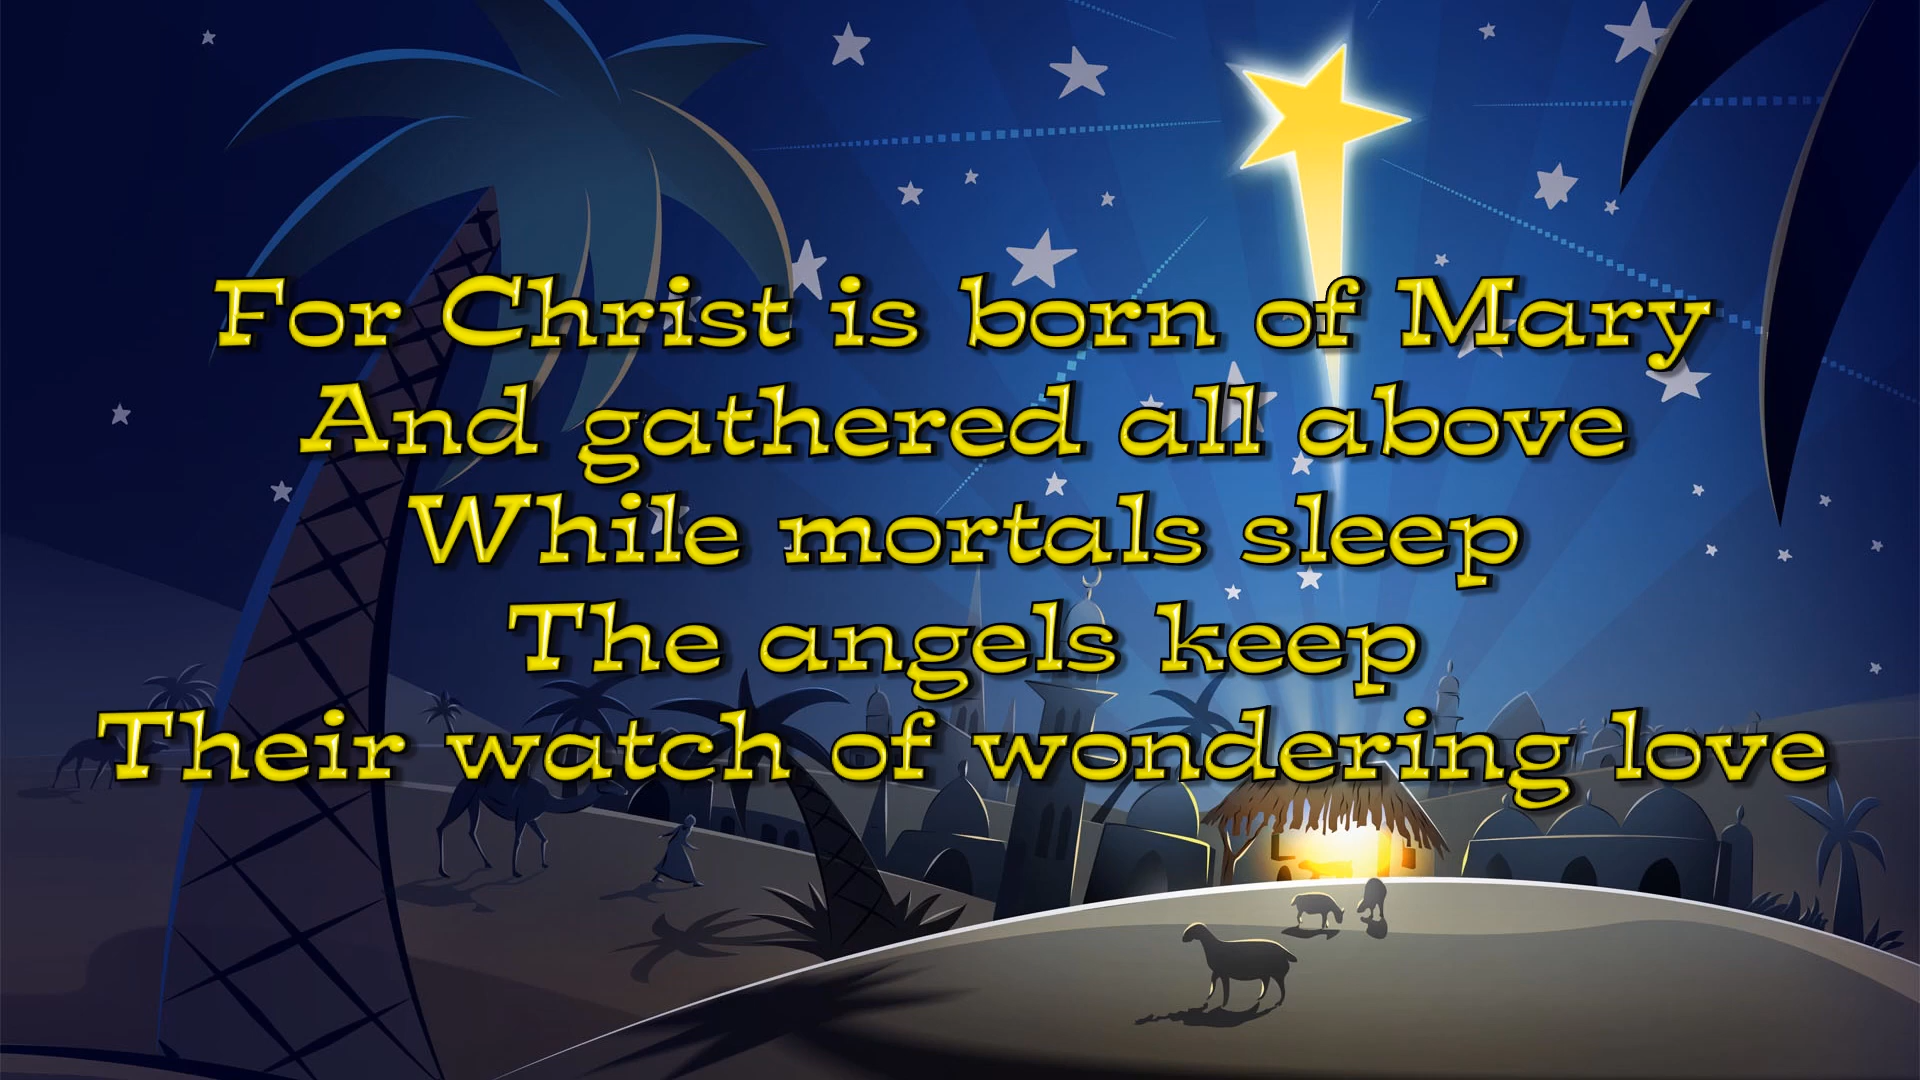 For Christ is born of Mary
And gathered all above
While mortals sleep
The angels keep
Their watch of wondering love